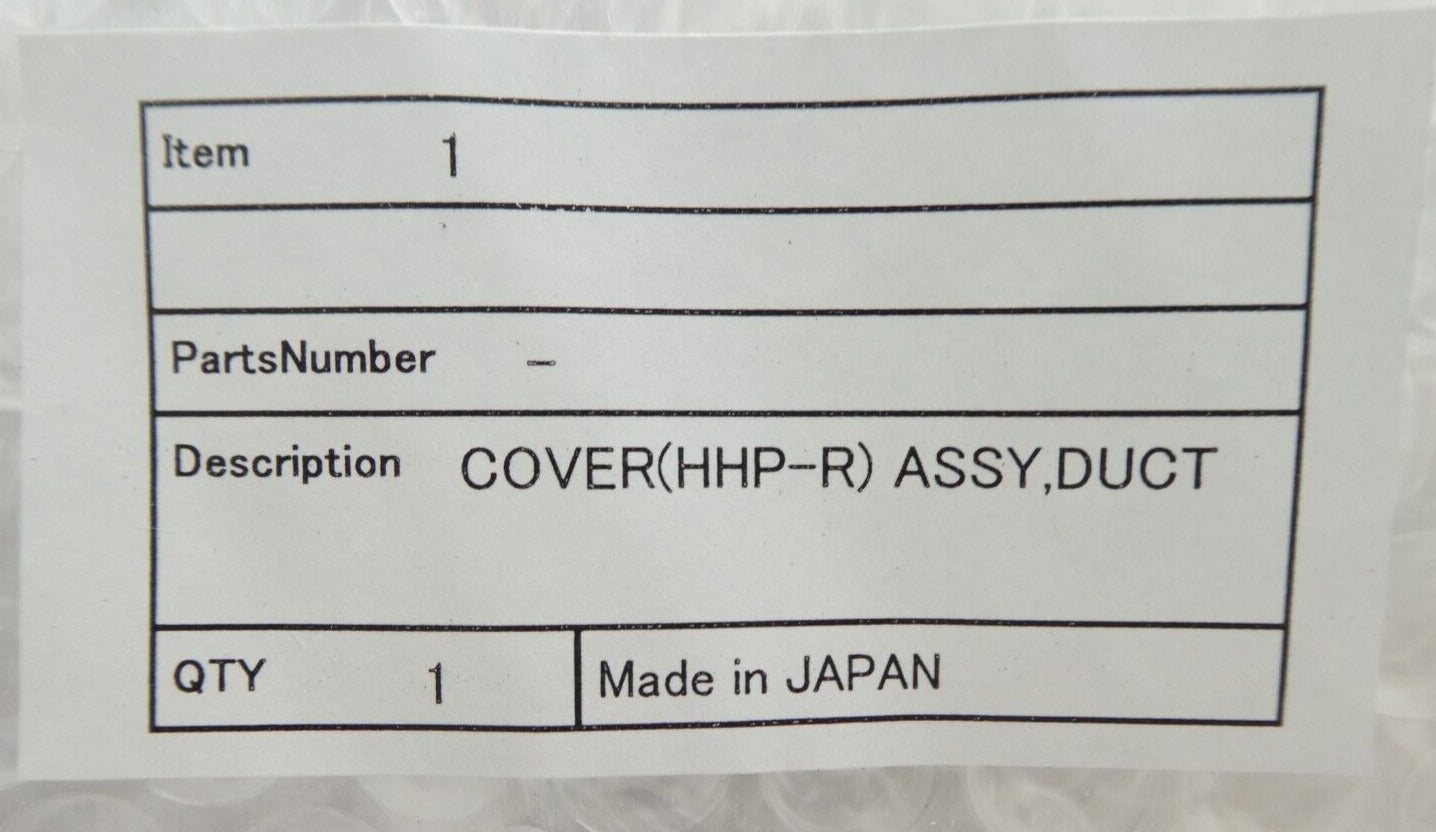 Item 1
PartsNumber -
Description COVER(HHP-R) ASSY,DUCT
QTY 1 Made in JAPAN